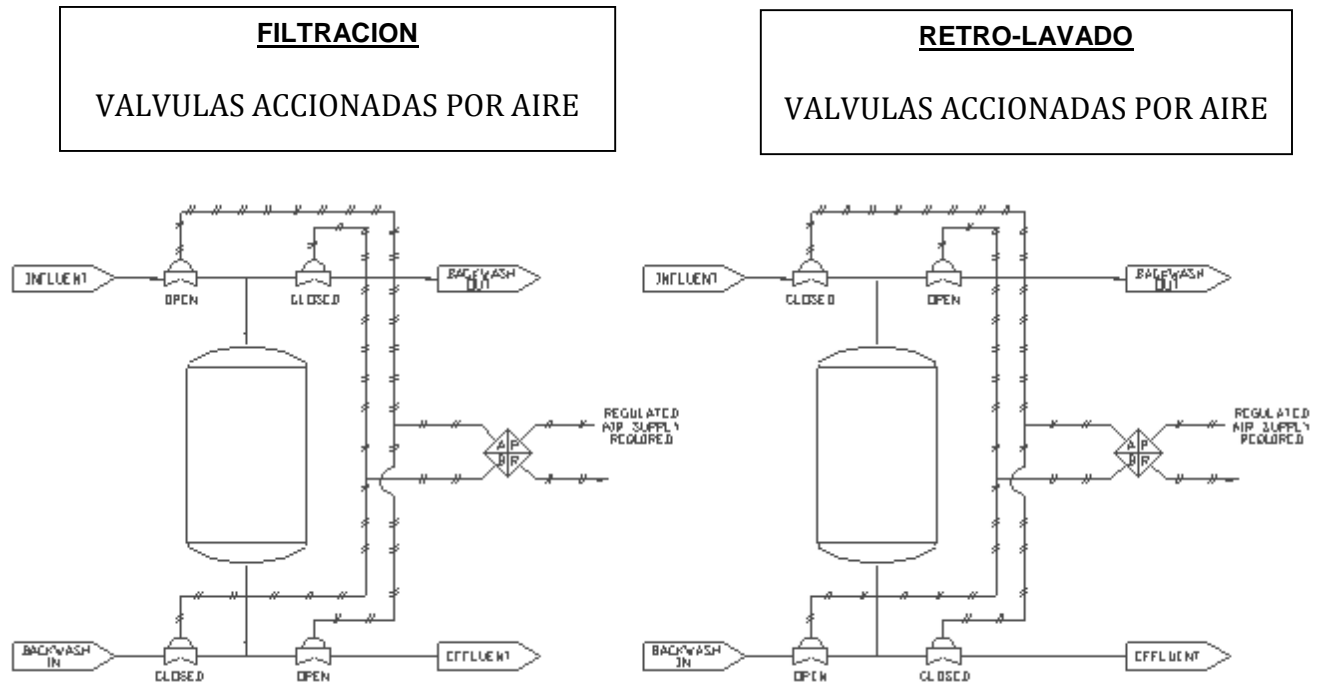 FILTRACION
VALVULAS ACCIONADAS POR AIRE
RETRO-LAVADO
VALVULAS ACCIONADAS POR AIRE
INFLUENT
OPEN
CLOSED
BACKWASH
OUT
REGULATED
AIR SUPPLY
REQUIRED
A P
B R
BACKWASH
IN
CLOSED
OPEN
EFFLUENT
INFLUENT
CLOSED
OPEN
BACKWASH
OUT
REGULATED
AIR SUPPLY
REQUIRED
A P
B R
BACKWASH
IN
OPEN
CLOSED
EFFLUENT